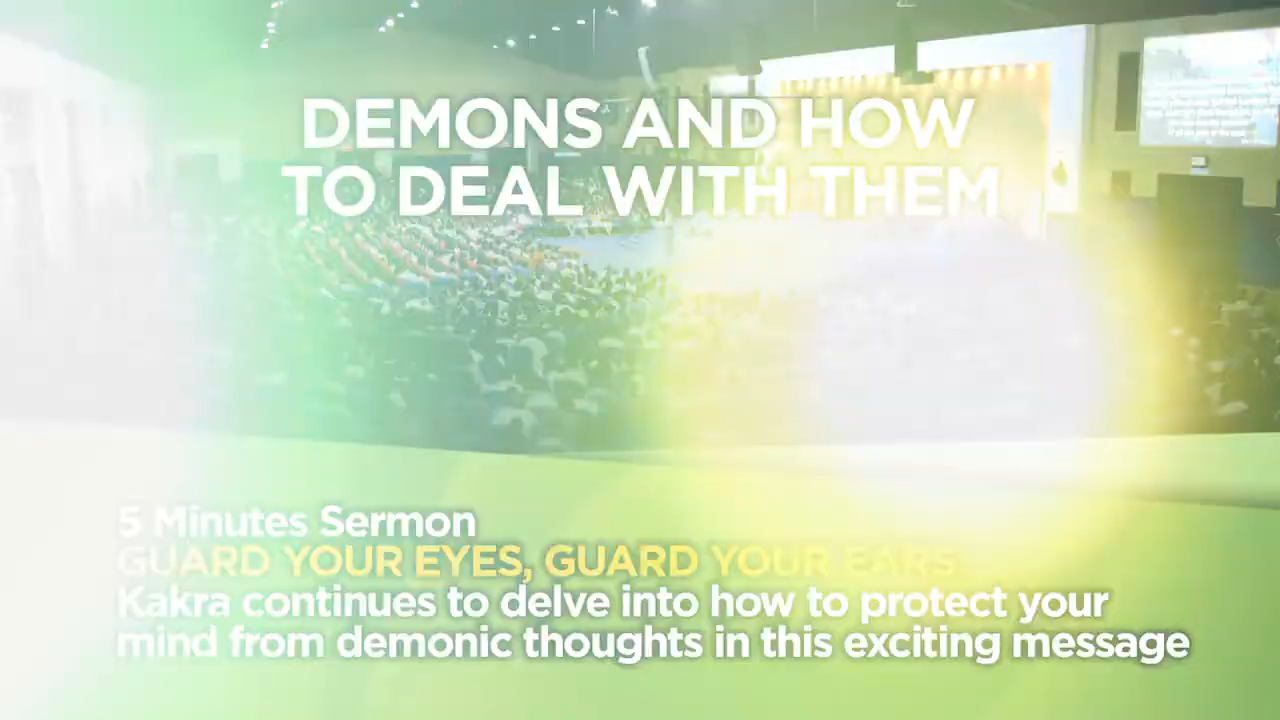 DEMONS AND HOW
TO DEAL WITH THEM
5 Minutes Sermon
GUARD YOUR EYES, GUARD YOUR EARS
Kakra continues to delve into how to protect your
mind from demonic thoughts in this exciting message